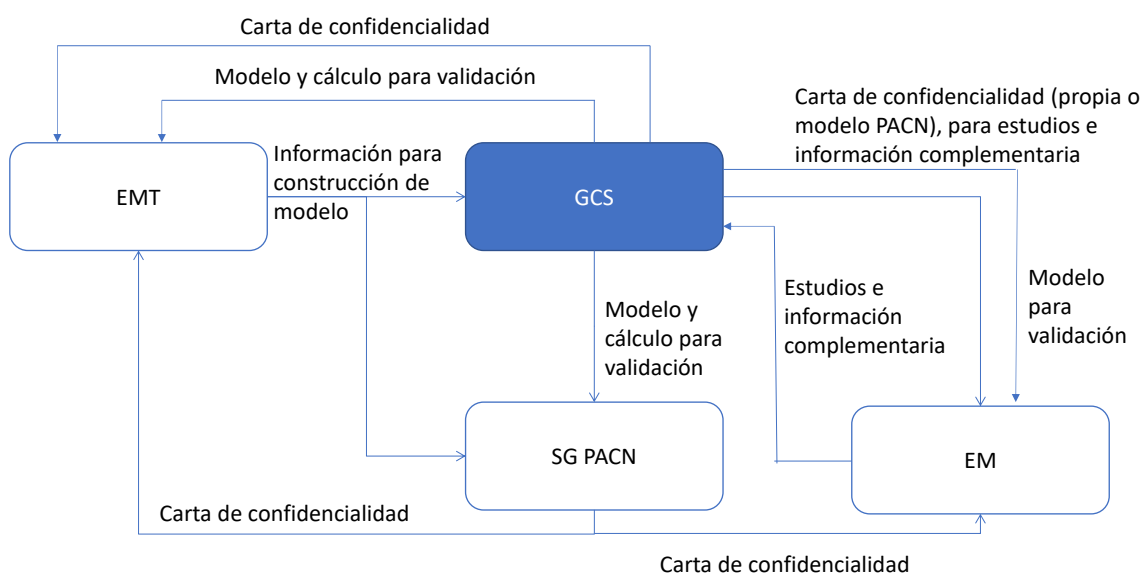 Carta de confidencialidad
Modelo y cálculo para validación
Carta de confidencialidad (propia o
modelo PACN), para estudios e
información complementaria
EMT
Información para
construcción de
modelo
GCS
Modelo y
cálculo para
validación
Estudios e
información
complementaria
Modelo
para
validación
SG PACN
EM
Carta de confidencialidad
Carta de confidencialidad